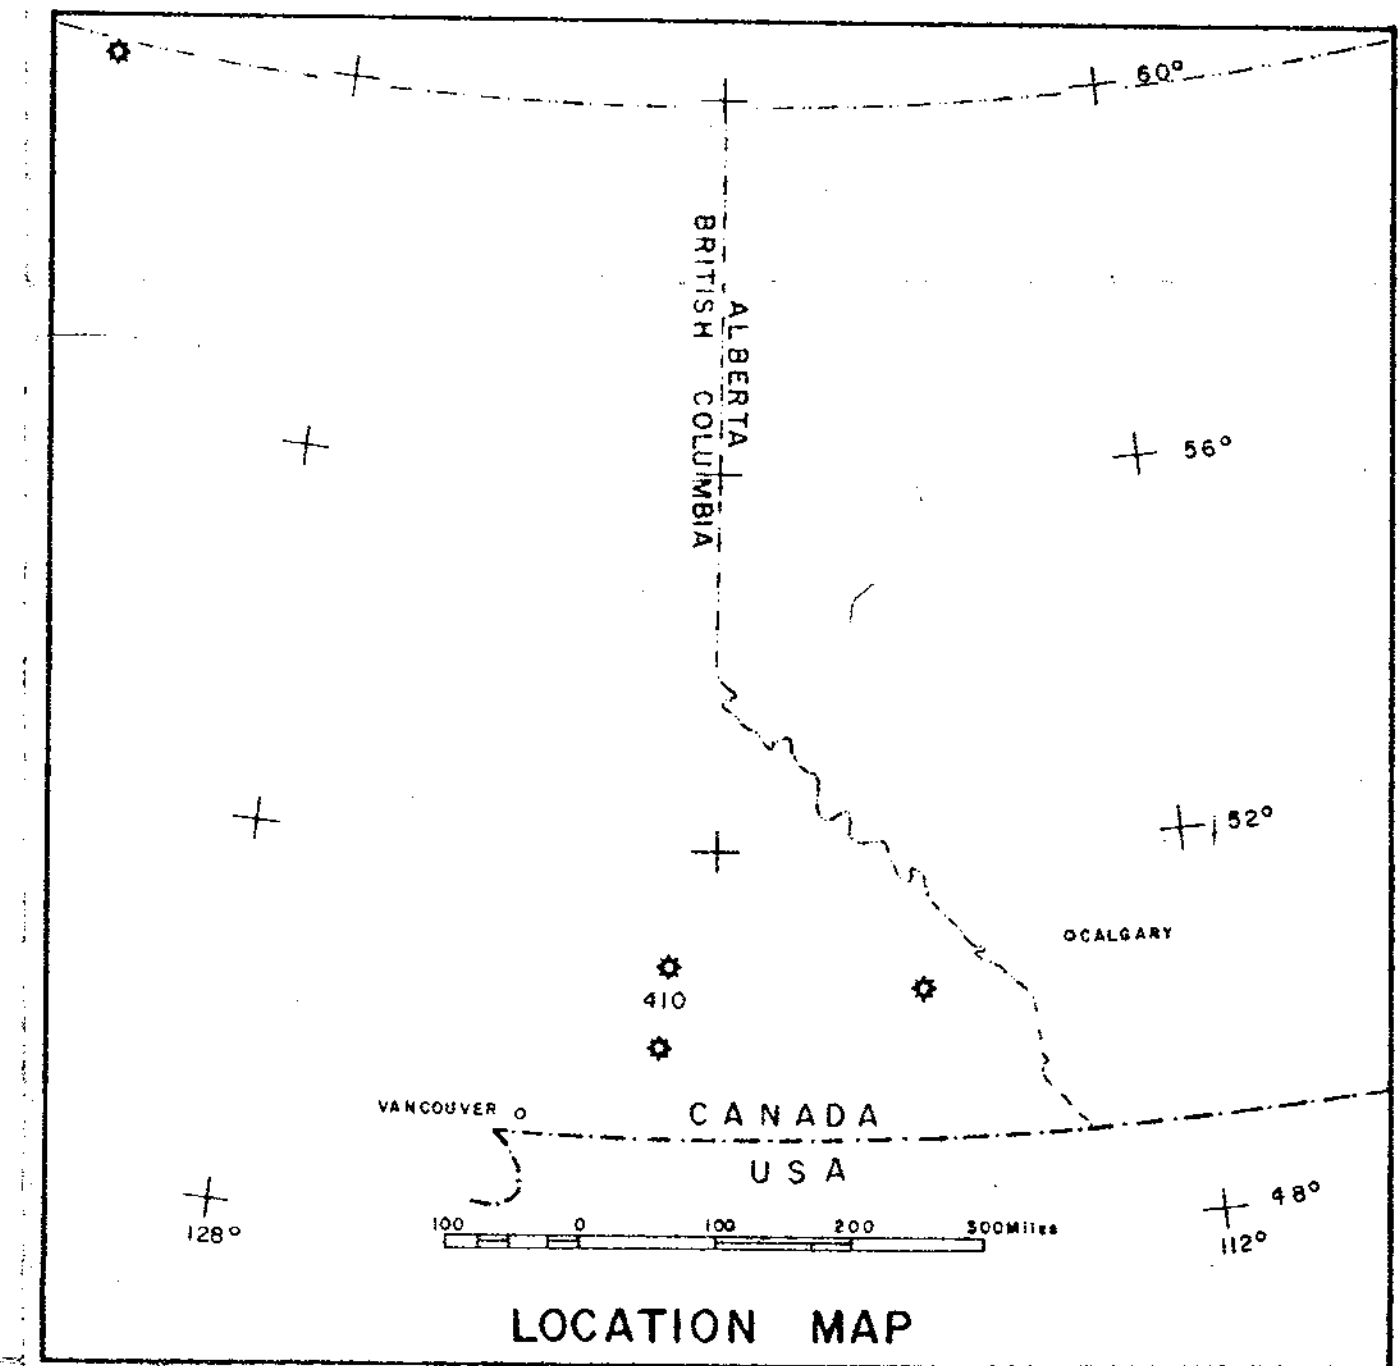 60°
BRITISH COLUMBIA
ALBERTA
56°
52°
CALGARY
410
VANCOUVER
CANADA
USA
48°
128°
112°
100 0 100 200 300 Miles
LOCATION MAP